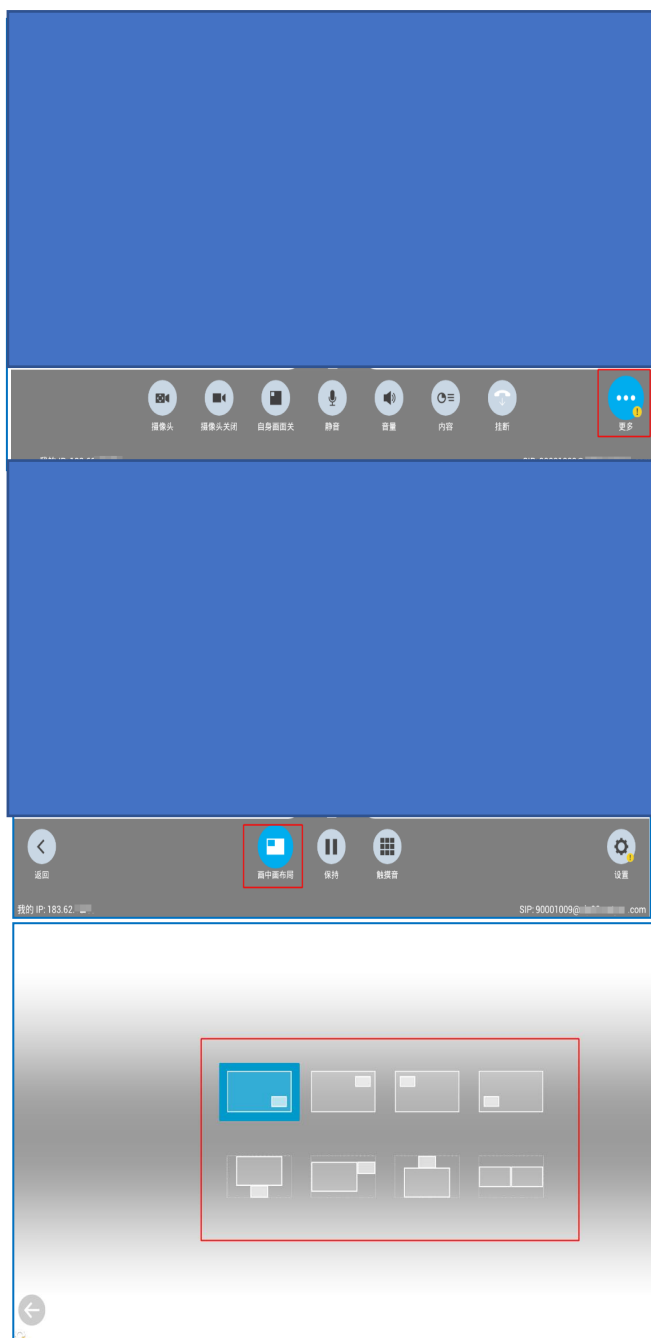 摄像头 摄像头关闭 自身画面关 静音 音量 内容 挂断 更多
返回 画中画布局 保持 触摸音 设置
我的 IP: 183.62. SIP: 90001009@ .com